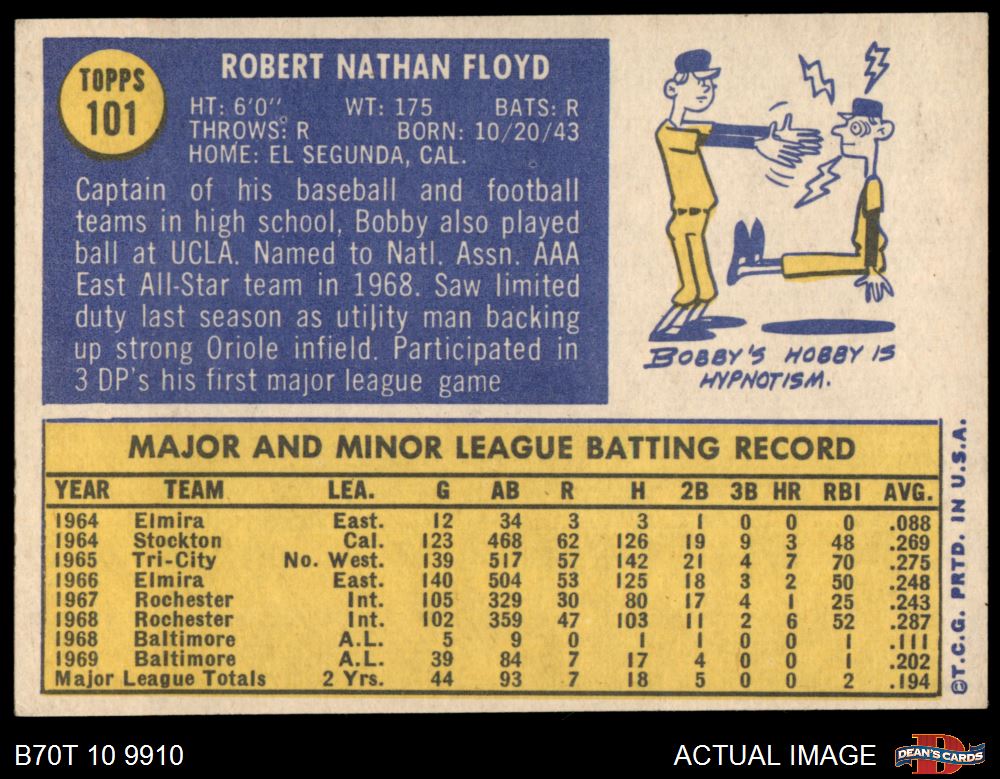 TOPPS
101
ROBERT NATHAN FLOYD
HT: 6'0" WT: 175 BATS: R
THROWS: R BORN: 10/20/43
HOME: EL SEGUNDA, CAL.
Captain of his baseball and football
teams in high school, Bobby also played
ball at UCLA. Named to Natl. Assn. AAA
East All-Star team in 1968. Saw limited
duty last season as utility man backing
up strong Oriole infield. Participated in
3 DP's his first major league game
BOBBY'S HOBBY IS
HYPNOTISM.
MAJOR AND MINOR LEAGUE BATTING RECORD
YEAR TEAM LEA. G AB R H 2B 3B HR RBI AVG.
1964 Elmira East. 12 34 3 3 1 0 0 0 .088
1964 Stockton Cal. 123 468 62 126 19 9 3 48 .269
1965 Tri-City No. West. 139 517 57 142 21 4 7 70 .275
1966 Elmira East. 140 504 53 125 18 3 2 50 .248
1967 Rochester Int. 105 329 30 80 17 4 1 25 .243
1968 Rochester Int. 102 359 47 103 11 2 6 52 .287
1968 Baltimore A.L. 5 9 0 1 1 0 0 1 .111
1969 Baltimore A.L. 39 84 7 17 4 0 0 1 .202
Major League Totals 2 Yrs. 44 93 7 18 5 0 0 2 .194
©T.C.G. PRTD. IN U.S.A.
B70T 10 9910
ACTUAL IMAGE
DEAN'S CARDS